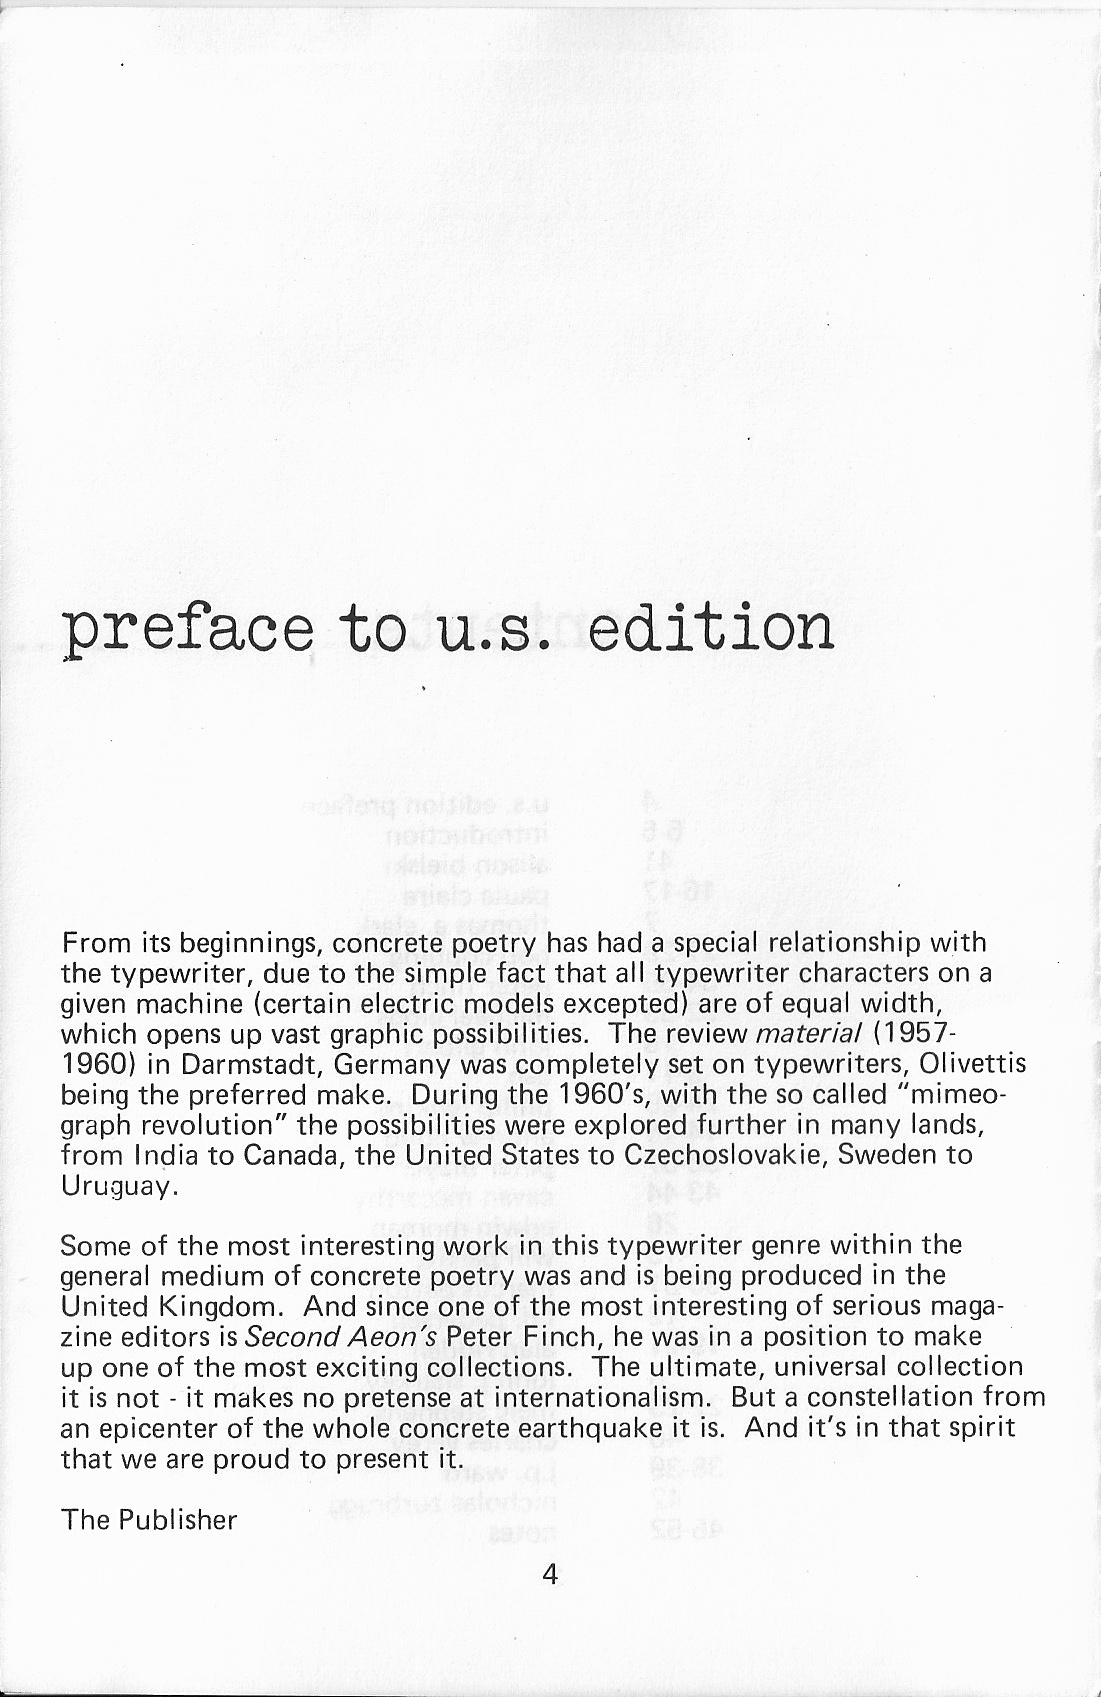 preface to u.s. edition
From its beginnings, concrete poetry has had a special relationship with
the typewriter, due to the simple fact that all typewriter characters on a
given machine (certain electric models excepted) are of equal width,
which opens up vast graphic possibilities. The review material (1957-
1960) in Darmstadt, Germany was completely set on typewriters, Olivettis
being the preferred make. During the 1960's, with the so called "mimeo-
graph revolution" the possibilities were explored further in many lands,
from India to Canada, the United States to Czechoslovakie, Sweden to
Uruguay.
Some of the most interesting work in this typewriter genre within the
general medium of concrete poetry was and is being produced in the
United Kingdom. And since one of the most interesting of serious maga-
zine editors is Second Aeon's Peter Finch, he was in a position to make
up one of the most exciting collections. The ultimate, universal collection
it is not - it makes no pretense at internationalism. But a constellation from
an epicenter of the whole concrete earthquake it is. And it's in that spirit
that we are proud to present it.
The Publisher
4